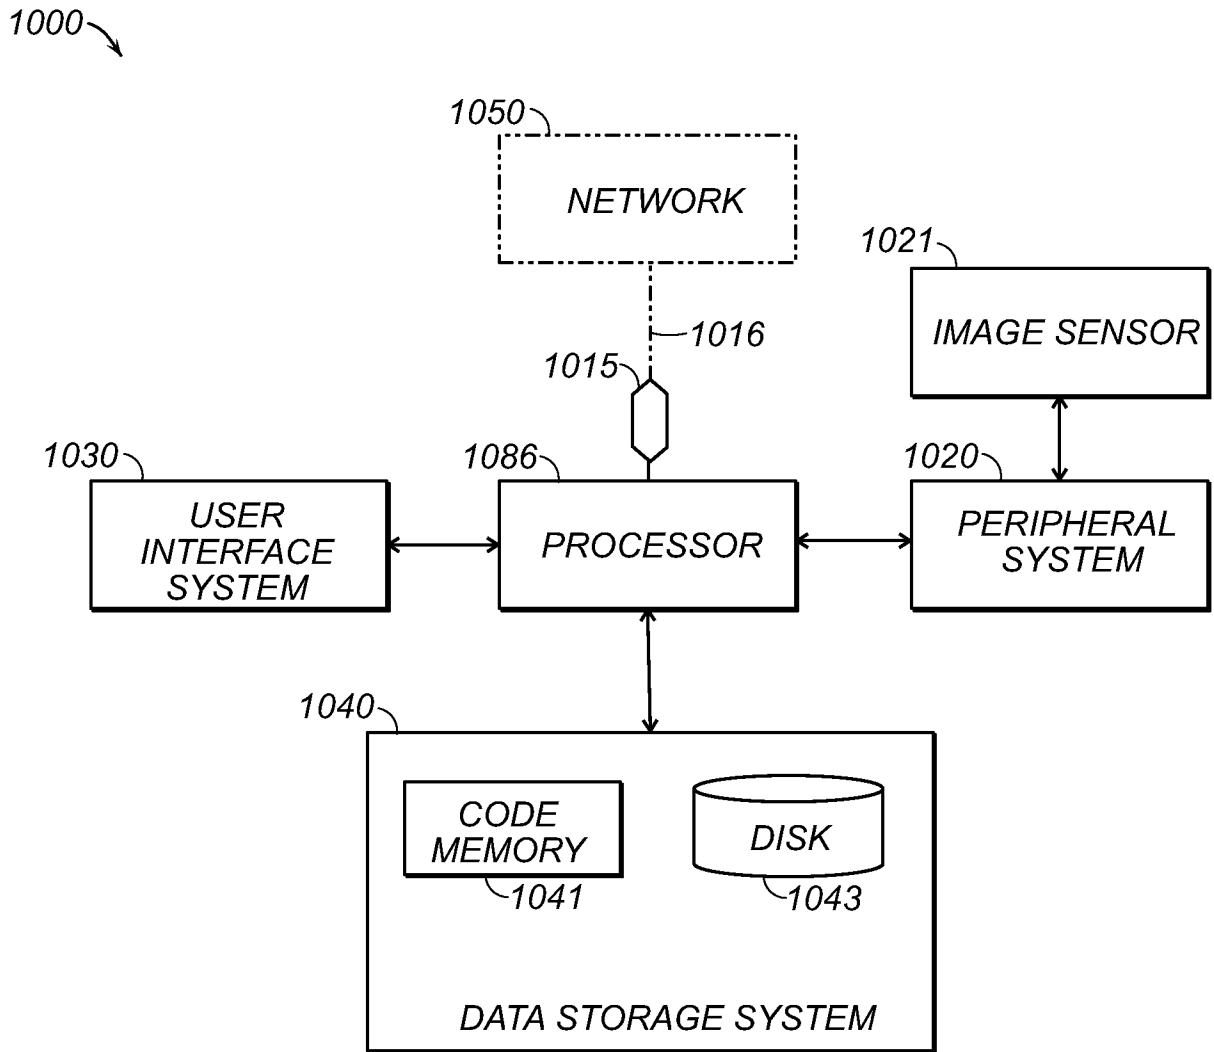 1000
1050
NETWORK
1021
IMAGE SENSOR
1016
1015
1030
1086
1020
USER
INTERFACE
SYSTEM
PROCESSOR
PERIPHERAL
SYSTEM
1040
CODE
MEMORY
1041
DISK
1043
DATA STORAGE SYSTEM